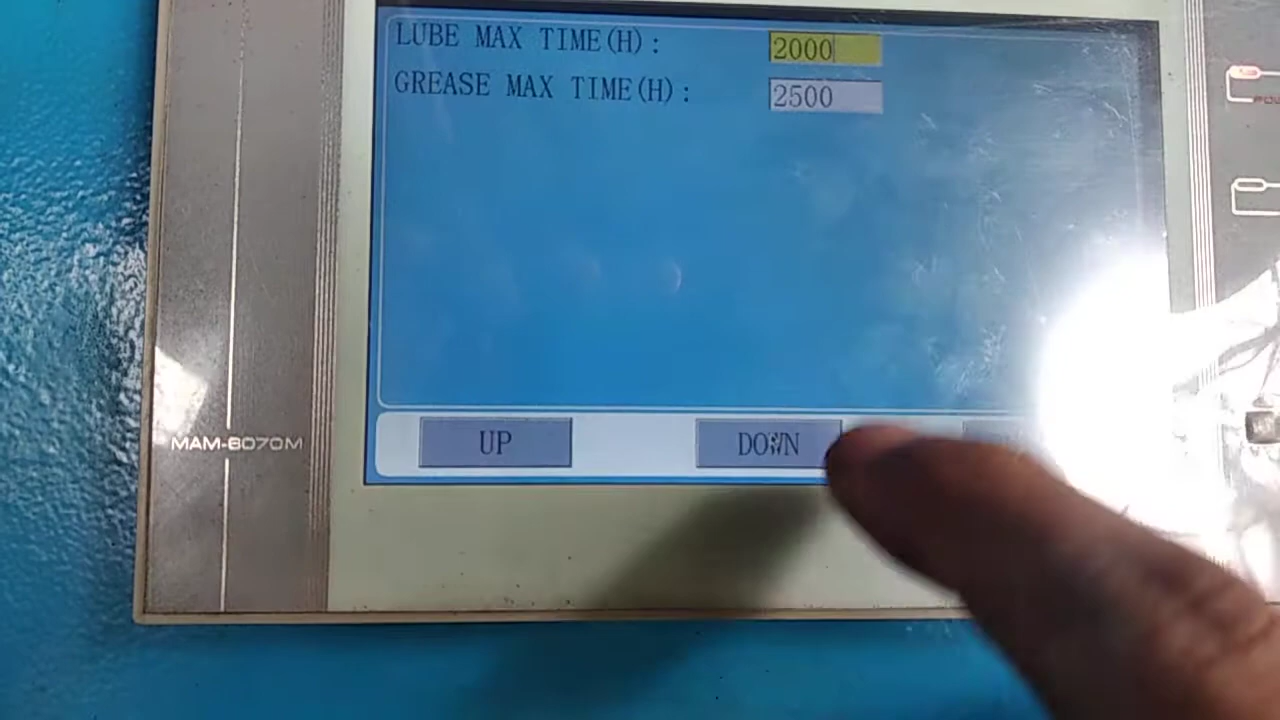 LUBE MAX TIME(H): 2000
GREASE MAX TIME(H): 2500
MAM-6070M
UP
DOWN